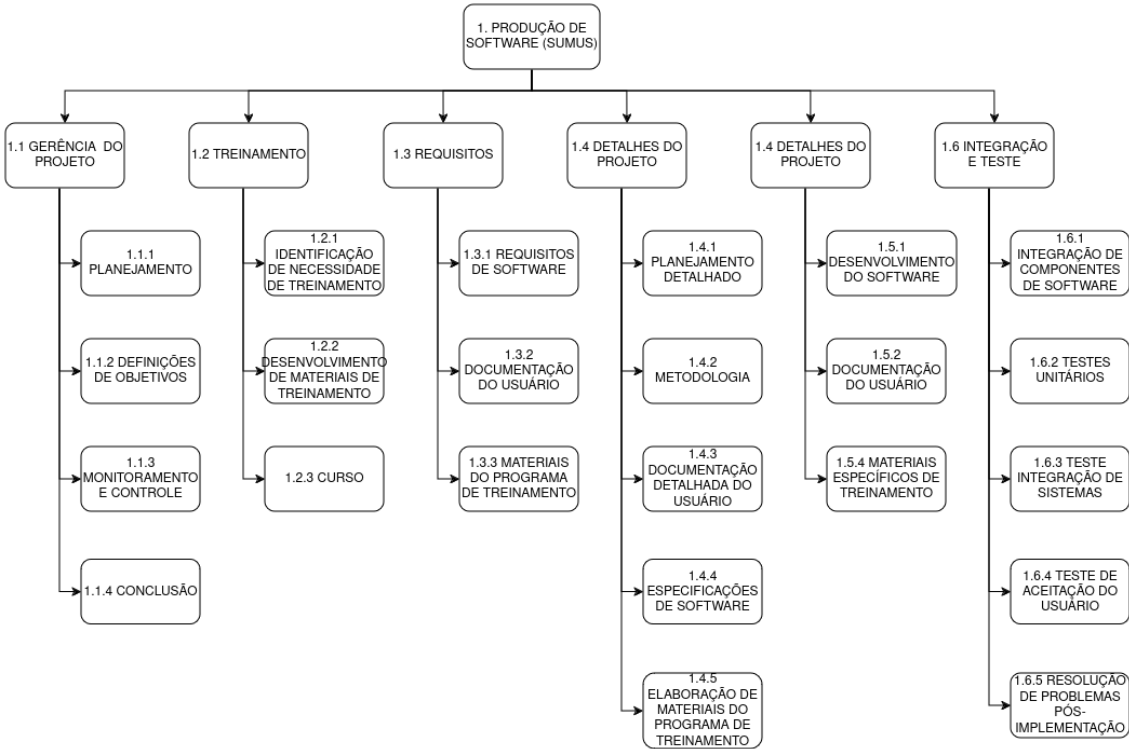 1. PRODUÇÃO DE
SOFTWARE (SUMUS)
1.1 GERÊNCIA DO
PROJETO
1.2 TREINAMENTO
1.3 REQUISITOS
1.4 DETALHES DO
PROJETO
1.4 DETALHES DO
PROJETO
1.6 INTEGRAÇÃO
E TESTE
1.1.1
PLANEJAMENTO
1.1.2 DEFINIÇÕES
DE OBJETIVOS
1.1.3
MONITORAMENTO
E CONTROLE
1.1.4 CONCLUSÃO
1.2.1
IDENTIFICAÇÃO
DE NECESSIDADE
DE TREINAMENTO
1.2.2
DESENVOLVIMENTO
DE MATERIAIS DE
TREINAMENTO
1.2.3 CURSO
1.3.1 REQUISITOS
DE SOFTWARE
1.3.2
DOCUMENTAÇÃO
DO USUÁRIO
1.3.3 MATERIAIS
DO PROGRAMA
DE TREINAMENTO
1.4.1
PLANEJAMENTO
DETALHADO
1.4.2
METODOLOGIA
1.4.3
DOCUMENTAÇÃO
DETALHADA DO
USUÁRIO
1.4.4
ESPECIFICAÇÕES
DE SOFTWARE
1.4.5
ELABORAÇÃO DE
MATERIAIS DO
PROGRAMA DE
TREINAMENTO
1.5.1
DESENVOLVIMENTO
DO SOFTWARE
1.5.2
DOCUMENTAÇÃO
DO USUÁRIO
1.5.4 MATERIAIS
ESPECÍFICOS DE
TREINAMENTO
1.6.1
INTEGRAÇÃO DE
COMPONENTES
DE SOFTWARE
1.6.2 TESTES
UNITÁRIOS
1.6.3 TESTE
INTEGRAÇÃO DE
SISTEMAS
1.6.4 TESTE DE
ACEITAÇÃO DO
USUÁRIO
1.6.5 RESOLUÇÃO
DE PROBLEMAS
PÓS-
IMPLEMENTAÇÃO